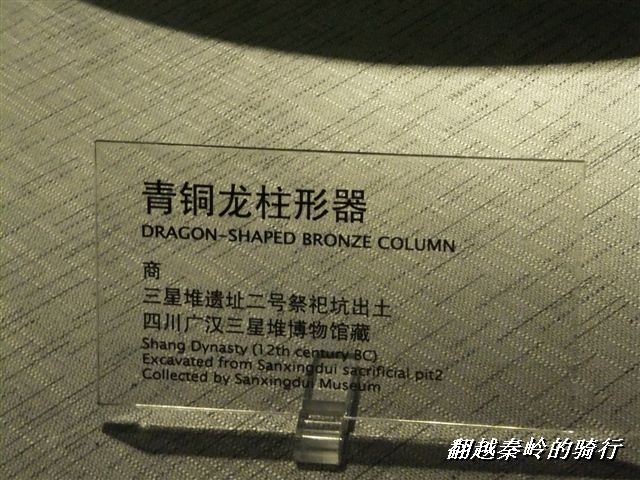 青铜龙柱形器
DRAGON-SHAPED BRONZE COLUMN
商
三星堆遗址二号祭祀坑出土
四川广汉三星堆博物馆藏
Shang Dynasty (12th century BC)
Excavated from Sanxingdui sacrificial pit2
Collected by Sanxingdui Museum
翻越秦岭的骑行